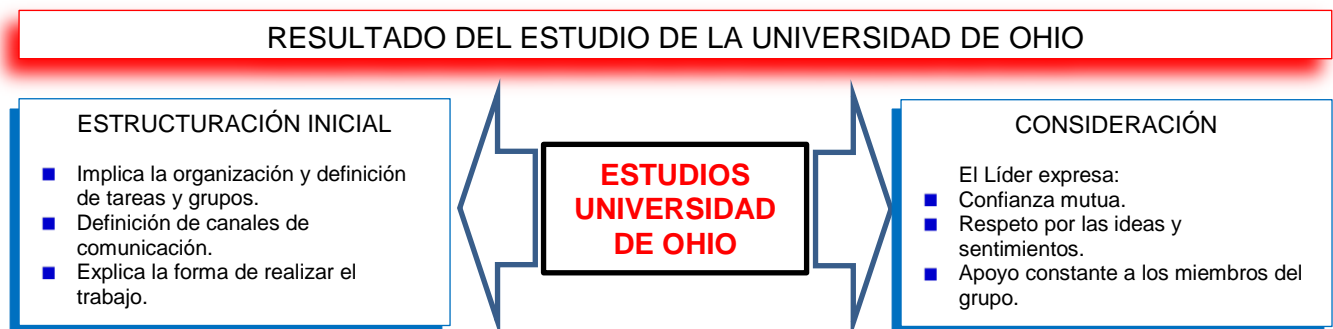 RESULTADO DEL ESTUDIO DE LA UNIVERSIDAD DE OHIO
ESTRUCTURACIÓN INICIAL
Implica la organización y definición
de tareas y grupos.
Definición de canales de
comunicación.
Explica la forma de realizar el
trabajo.
ESTUDIOS
UNIVERSIDAD
DE OHIO
CONSIDERACIÓN
El Líder expresa:
Confianza mutua.
Respeto por las ideas y
sentimientos.
Apoyo constante a los miembros del
grupo.